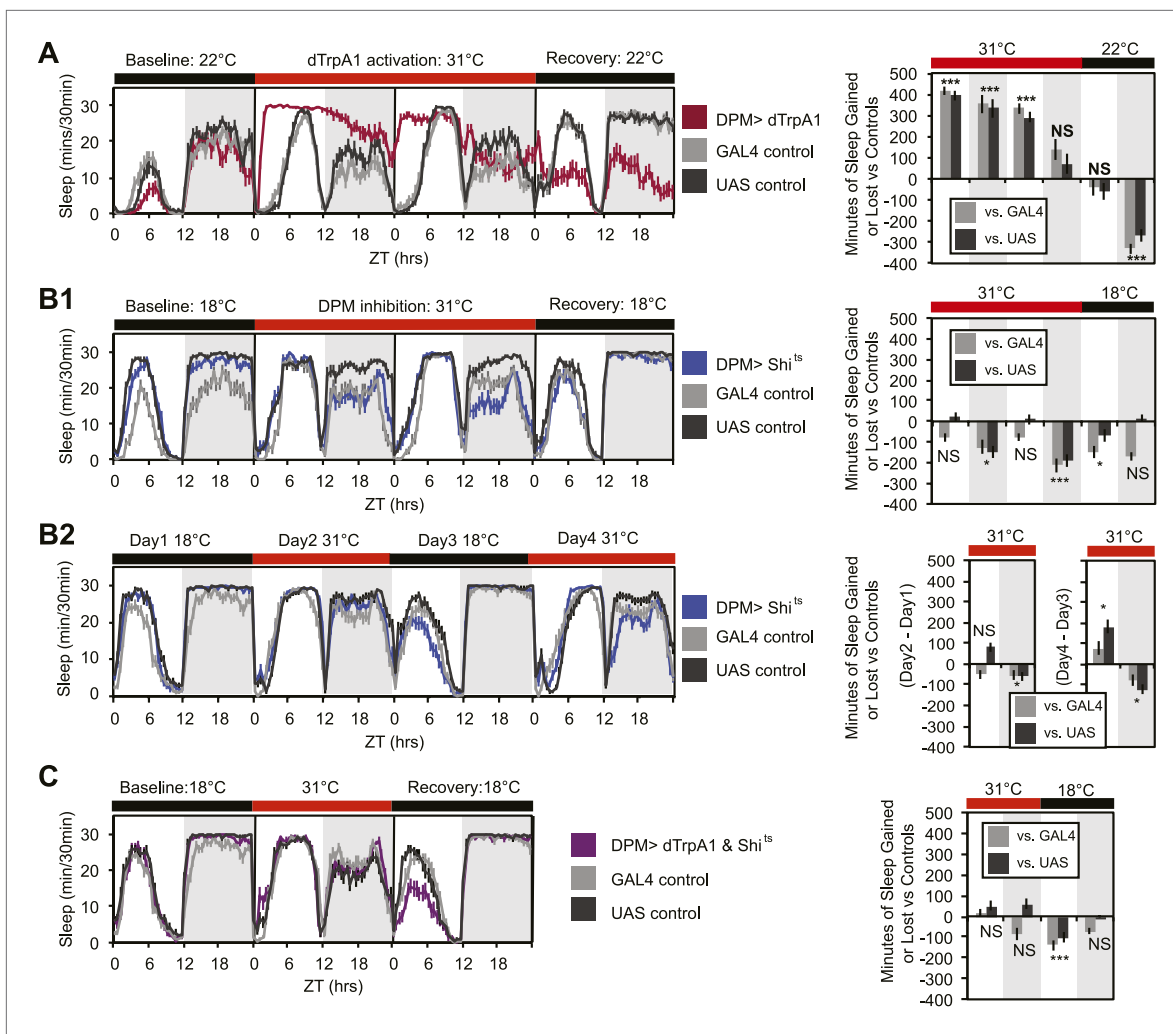 A
Baseline: 22°C dTrpA1 activation: 31°C Recovery: 22°C
Sleep (mins/30min)
30
20
10
0
0 6 12 18 0 6 12 18 0 6 12 18 0 6 12 18
ZT (hrs)
DPM> dTrpA1
GAL4 control
UAS control
31°C 22°C
Minutes of Sleep Gained
or Lost vs Controls
500
400
300
200
100
0
-100
-200
-300
-400
*** *** *** NS NS ***
vs. GAL4
vs. UAS
B1
Baseline: 18°C DPM inhibition: 31°C Recovery: 18°C
Sleep (min/30min)
30
20
10
0
0 6 12 18 0 6 12 18 0 6 12 18 0 6 12 18
ZT (hrs)
DPM> Shits
GAL4 control
UAS control
31°C 18°C
Minutes of Sleep Gained
or Lost vs Controls
500
400
300
200
100
0
-100
-200
-300
-400
vs. GAL4
vs. UAS
NS * NS *** * NS
B2
Day1 18°C Day2 31°C Day3 18°C Day4 31°C
Sleep (min/30min)
30
20
10
0
0 6 12 18 0 6 12 18 0 6 12 18 0 6 12 18
ZT (hrs)
DPM> Shits
GAL4 control
UAS control
31°C 31°C
Minutes of Sleep Gained
or Lost vs Controls
(Day2 - Day1)
500
400
300
200
100
0
-100
-200
-300
-400
NS *
(Day4 - Day3)
* *
vs. GAL4
vs. UAS
C
Baseline:18°C 31°C Recovery:18°C
Sleep (min/30min)
30
20
10
0
0 6 12 18 0 6 12 18 0 6 12 18
ZT (hrs)
DPM> dTrpA1 & Shits
GAL4 control
UAS control
31°C 18°C
Minutes of Sleep Gained
or Lost vs Controls
500
400
300
200
100
0
-100
-200
-300
-400
vs. GAL4
vs. UAS
NS NS *** NS